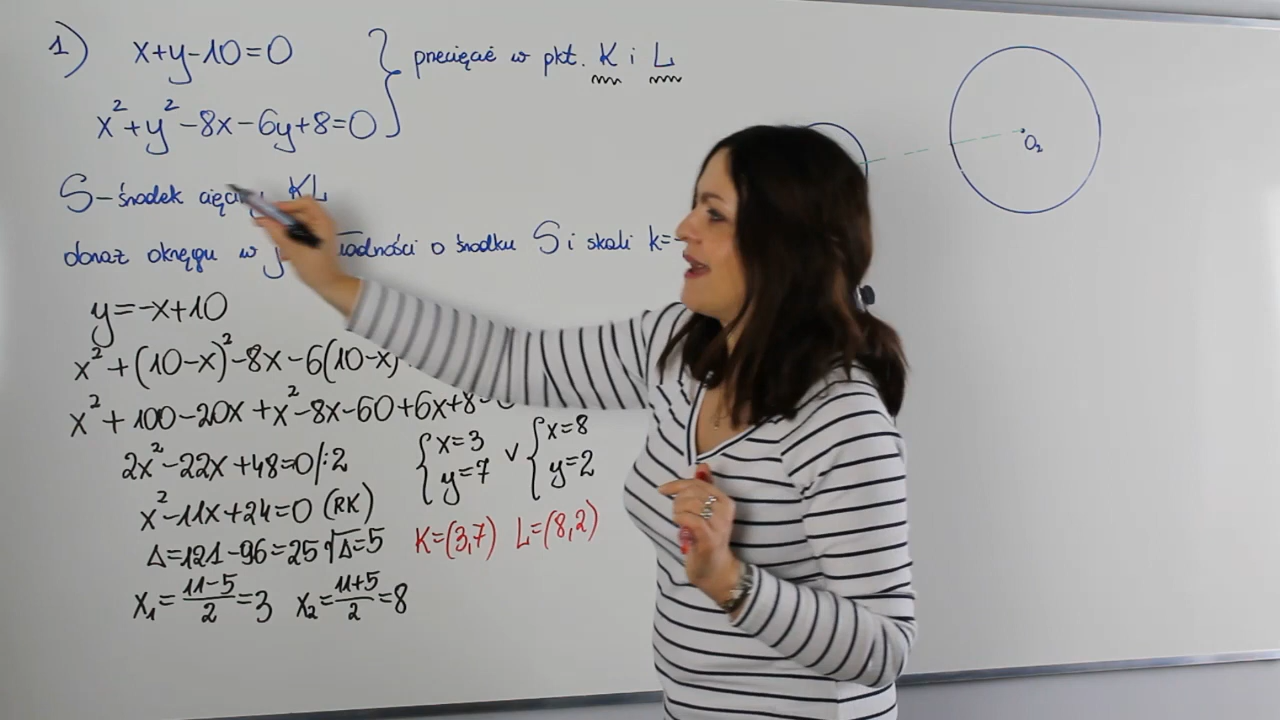 1) x+y-10=0 } przeciąć w pkt. K i L
x²+y²-8x-6y+8=0
S-środek cięciwy KL
obraz okręgu w o środku S i skali k=
y=-x+10
x²+(10-x)²-8x-6(10-x)
x²+100-20x+x²-8x-60+6x+8
2x²-22x+48=0/:2
x²-11x+24=0 (RK)
Δ=121-96=25 √Δ=5
x₁=(11-5)/2=3 x₂=(11+5)/2=8
{x=3 y=7 ∨ {x=8 y=2
K=(3,7) L=(8,2)
O₂